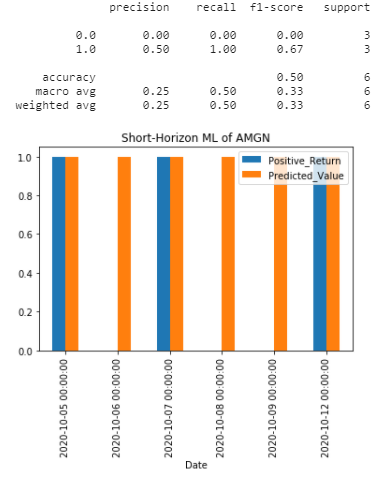 precision recall f1-score support
0.0 0.00 0.00 0.00 3
1.0 0.50 1.00 0.67 3
accuracy 0.50 6
macro avg 0.25 0.50 0.33 6
weighted avg 0.25 0.50 0.33 6
Short-Horizon ML of AMGN
Positive_Return
Predicted_Value
1.0
0.8
0.6
0.4
0.2
0.0
2020-10-05 00:00:00
2020-10-06 00:00:00
2020-10-07 00:00:00
2020-10-08 00:00:00
2020-10-09 00:00:00
2020-10-12 00:00:00
Date